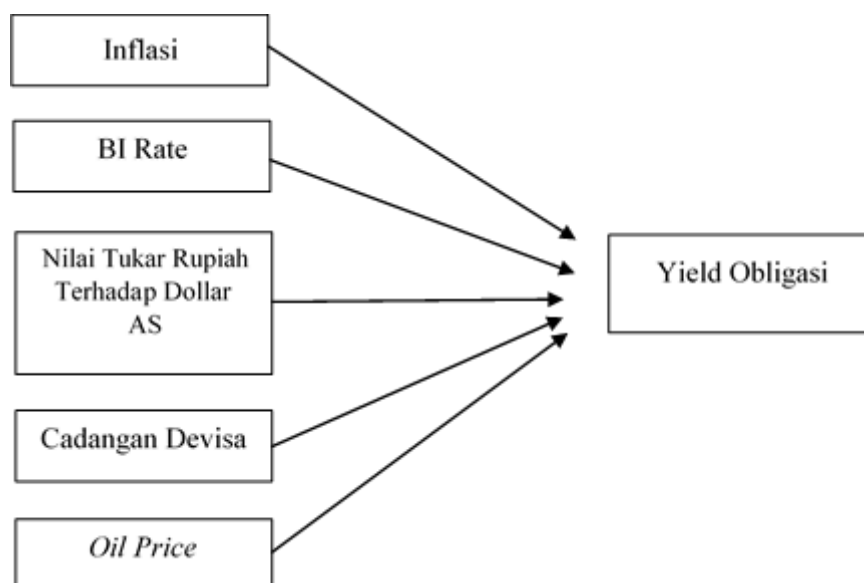 Inflasi
BI Rate
Nilai Tukar Rupiah
Terhadap Dollar
AS
Yield Obligasi
Cadangan Devisa
Oil Price